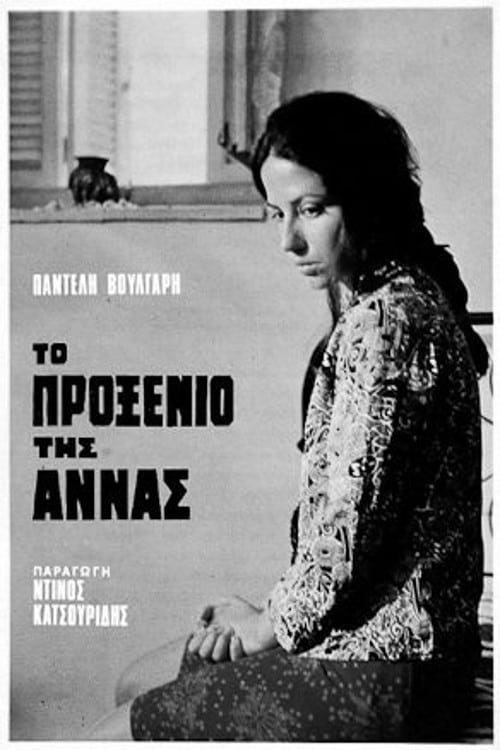 ΠΑΝΤΕΛΗ ΒΟΥΛΓΑΡΗ
ΤΟ
ΠΡΟΞΕΝΙΟ
ΤΗΣ
ΑΝΝΑΣ
ΠΑΡΑΓΩΓΗ
ΝΤΙΝΟΣ
ΚΑΤΣΟΥΡΙΔΗΣ